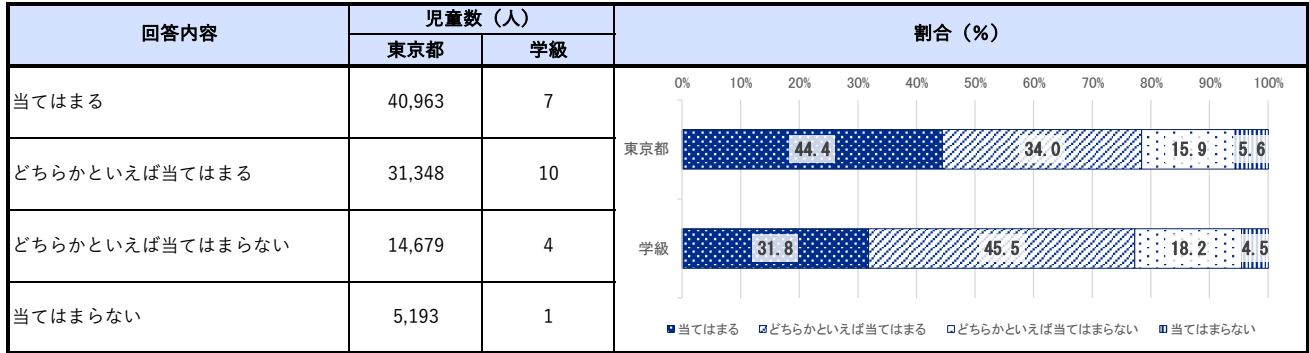 回答内容 児童数（人） 割合（%）
東京都 学級
当てはまる 40,963 7
どちらかといえば当てはまる 31,348 10
どちらかといえば当てはまらない 14,679 4
当てはまらない 5,193 1
0% 10% 20% 30% 40% 50% 60% 70% 80% 90% 100%
東京都 44.4 34.0 15.9 5.6
学級 31.8 45.5 18.2 4.5
当てはまる どちらかといえば当てはまる どちらかといえば当てはまらない 当てはまらない